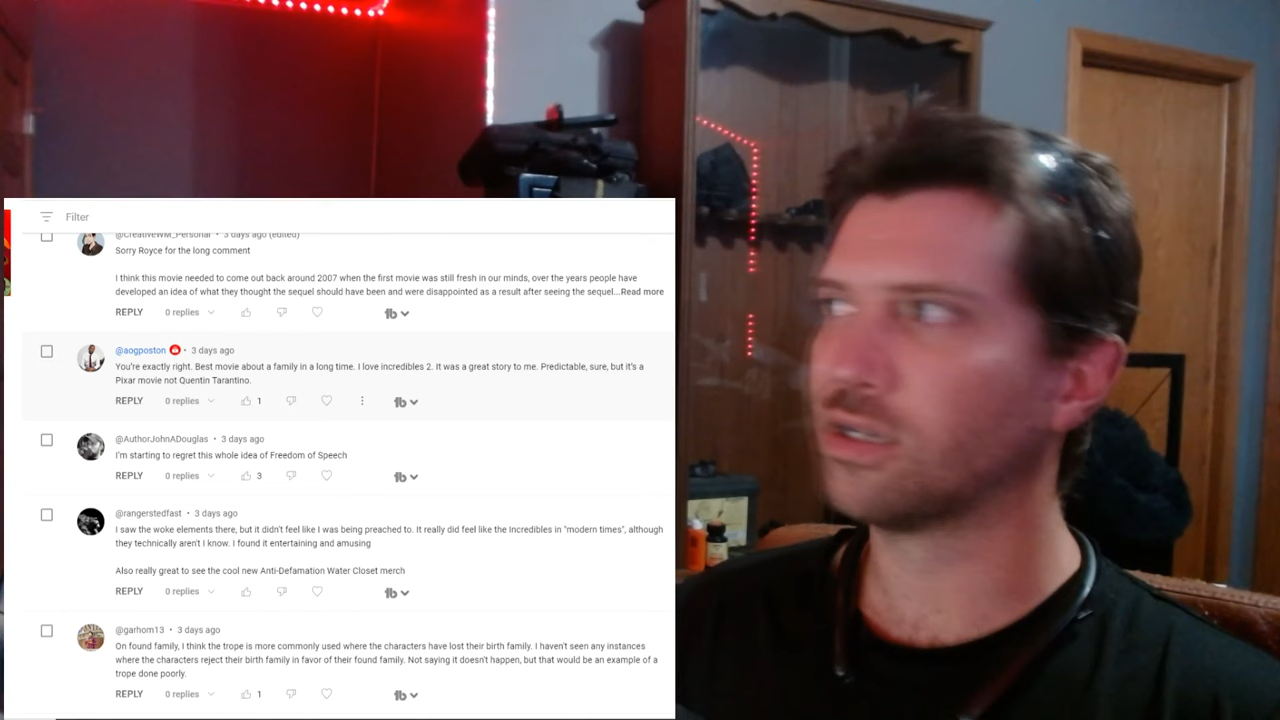 Filter
@CreativeWM_Personal • 3 days ago (edited)
Sorry Royce for the long comment
I think this movie needed to come out back around 2007 when the first movie was still fresh in our minds, over the years people have
developed an idea of what they thought the sequel should have been and were disappointed as a result after seeing the sequel...Read more
REPLY 0 replies
@aogposton • 3 days ago
You're exactly right. Best movie about a family in a long time. I love incredibles 2. It was a great story to me. Predictable, sure, but it's a
Pixar movie not Quentin Tarantino.
REPLY 0 replies 1
@AuthorJohnADouglas • 3 days ago
I'm starting to regret this whole idea of Freedom of Speech
REPLY 0 replies 3
@rangerstedfast • 3 days ago
I saw the woke elements there, but it didn't feel like I was being preached to. It really did feel like the Incredibles in "modern times", although
they technically aren't I know. I found it entertaining and amusing
Also really great to see the cool new Anti-Defamation Water Closet merch
REPLY 0 replies
@garhom13 • 3 days ago
On found family, I think the trope is more commonly used where the characters have lost their birth family. I haven't seen any instances
where the characters reject their birth family in favor of their found family. Not saying it doesn't happen, but that would be an example of a
trope done poorly.
REPLY 0 replies 1